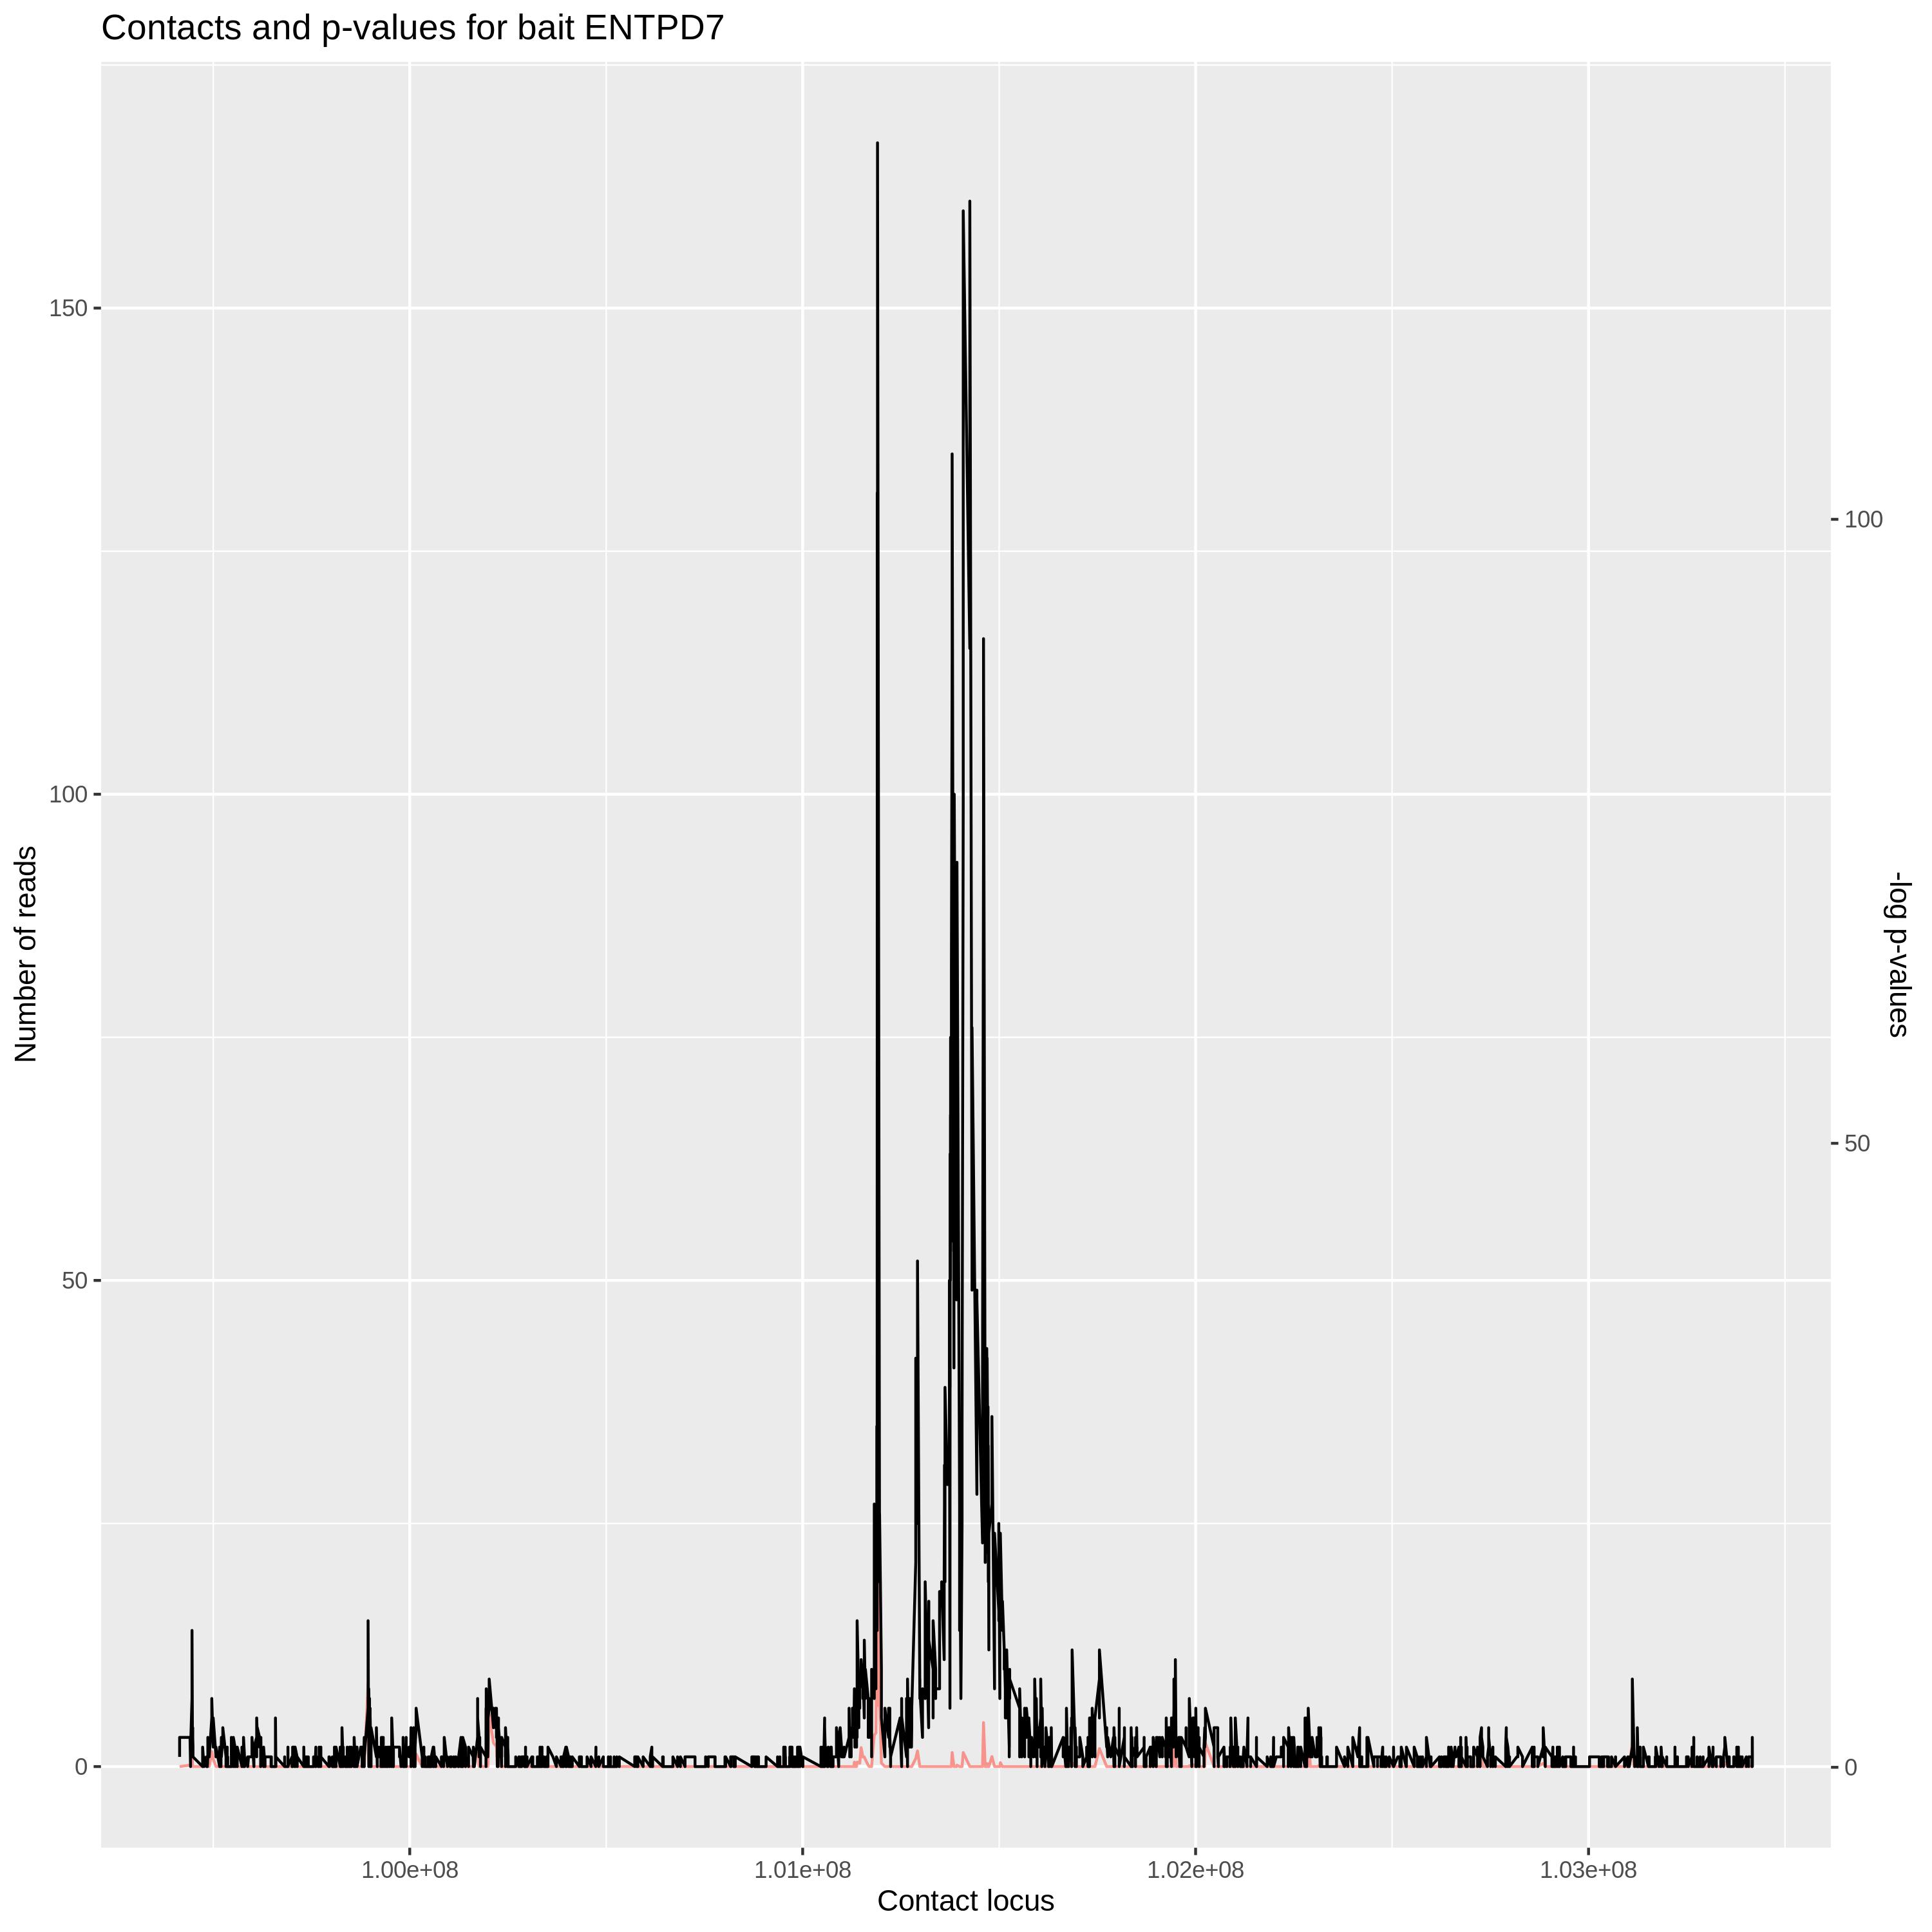 Contacts and p-values for bait ENTPD7
150
100
50
0
Number of reads
100
50
0
-log p-values
1.00e+08
1.01e+08
1.02e+08
1.03e+08
Contact locus